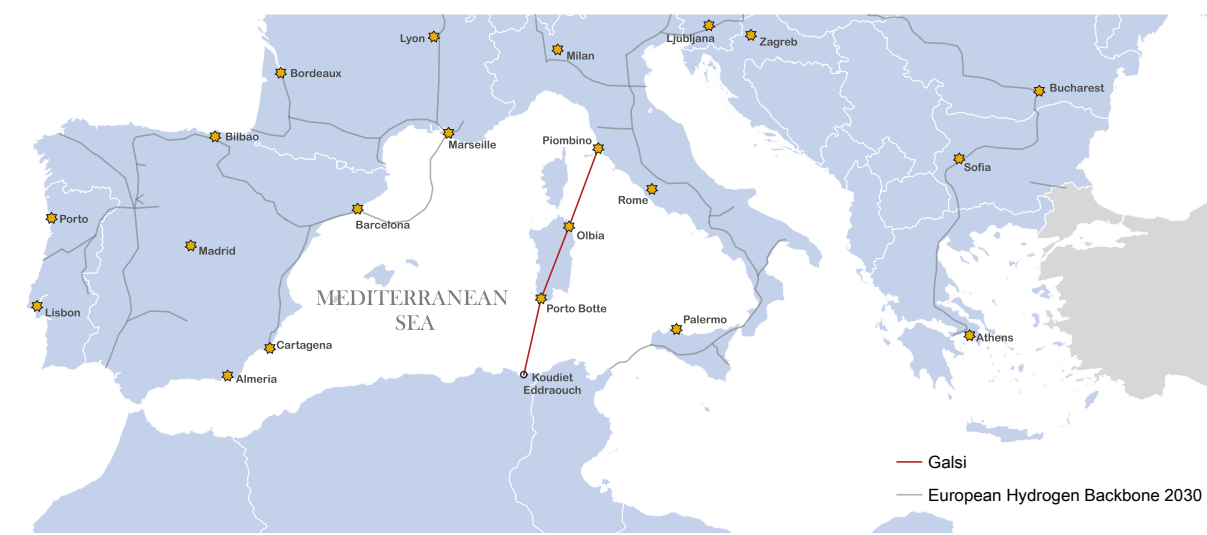 Lyon
Ljubljana
Zagreb
Milan
Bordeaux
Bucharest
Bilbao
Marseille
Piombino
Sofia
Rome
Porto
Barcelona
Olbia
Madrid
MEDITERRANEAN
SEA
Porto Botte
Lisbon
Palermo
Cartagena
Athens
Almeria
Koudiet
Eddraouch
Galsi
European Hydrogen Backbone 2030